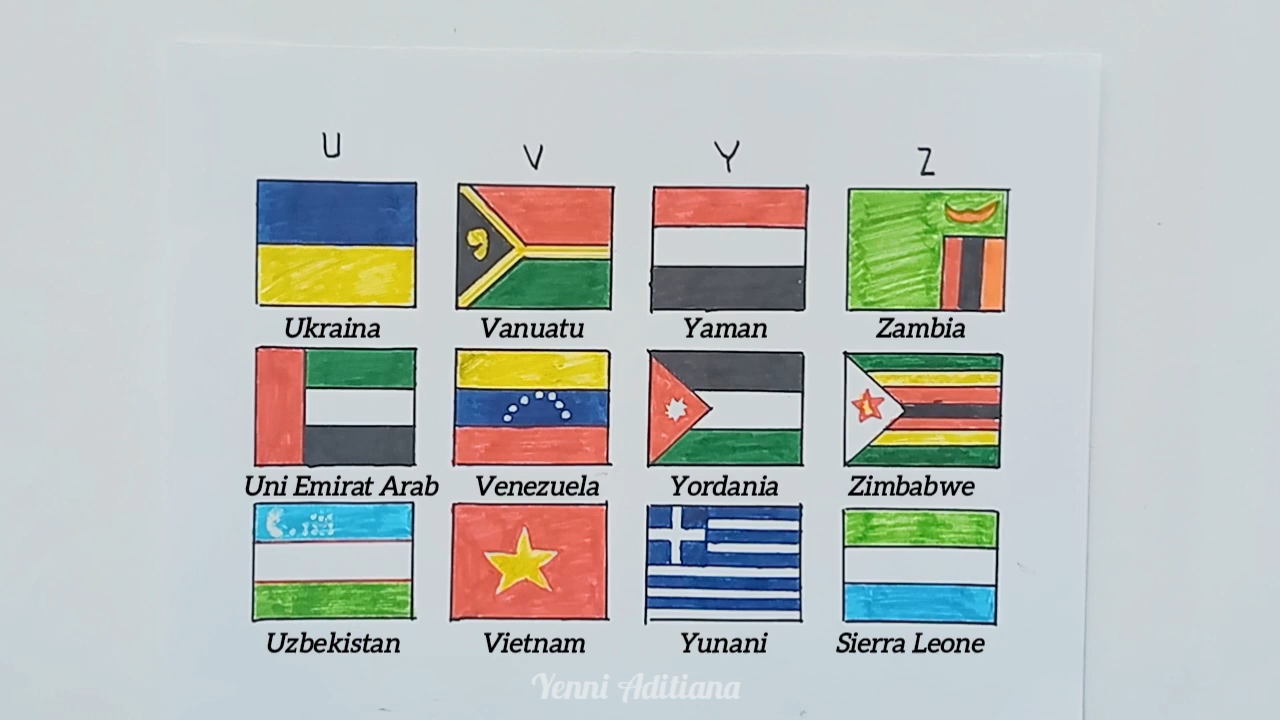 U V Y Z
Ukraina Vanuatu Yaman Zambia
Uni Emirat Arab Venezuela Yordania Zimbabwe
Uzbekistan Vietnam Yunani Sierra Leone
Yenni Aditiana